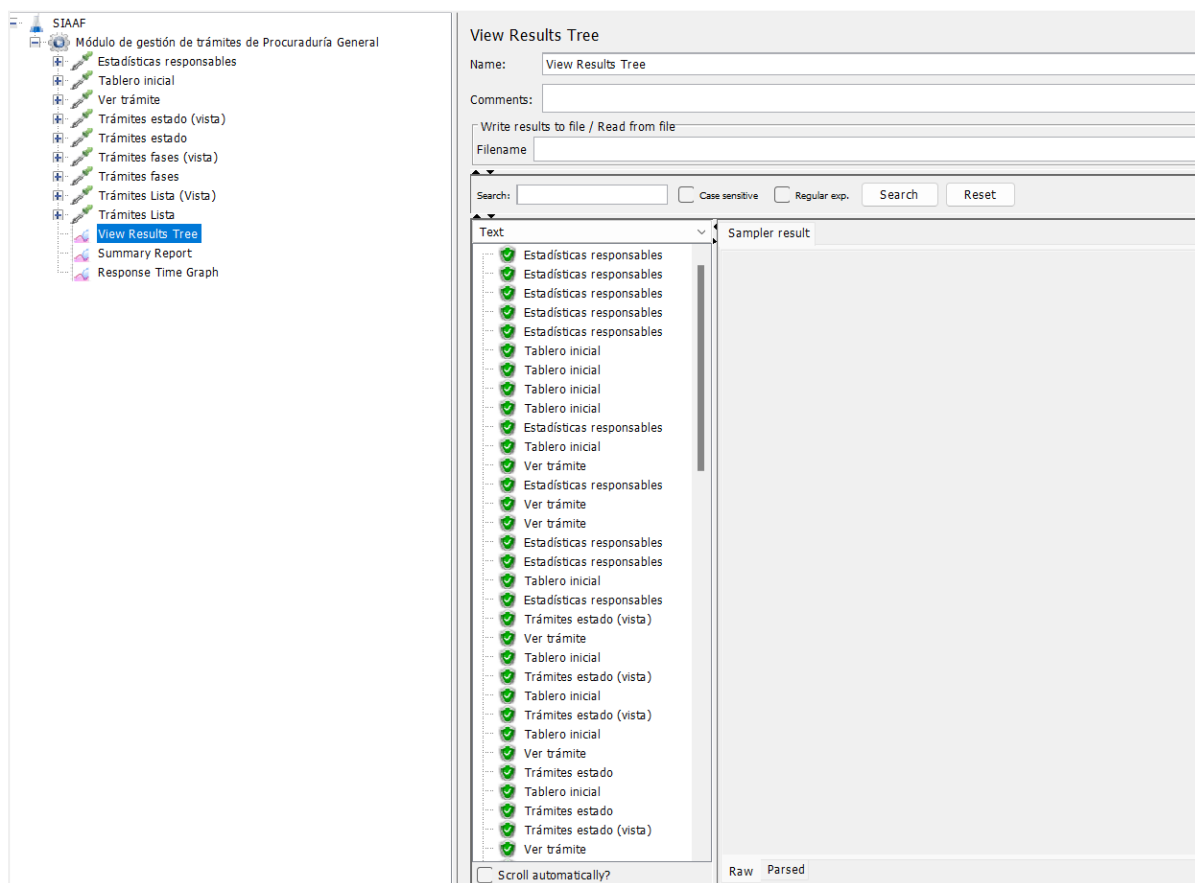 SIAAF
Módulo de gestión de trámites de Procuraduría General
Estadísticas responsables
Tablero inicial
Ver trámite
Trámites estado (vista)
Trámites estado
Trámites fases (vista)
Trámites fases
Trámites Lista (Vista)
Trámites Lista
View Results Tree
Summary Report
Response Time Graph
View Results Tree
Name: View Results Tree
Comments:
Write results to file / Read from file
Filename
Search: Case sensitive Regular exp. Search Reset
Text
Estadísticas responsables
Estadísticas responsables
Estadísticas responsables
Estadísticas responsables
Estadísticas responsables
Tablero inicial
Tablero inicial
Tablero inicial
Tablero inicial
Estadísticas responsables
Tablero inicial
Ver trámite
Estadísticas responsables
Ver trámite
Ver trámite
Estadísticas responsables
Estadísticas responsables
Tablero inicial
Estadísticas responsables
Trámites estado (vista)
Ver trámite
Tablero inicial
Trámites estado (vista)
Tablero inicial
Trámites estado (vista)
Tablero inicial
Ver trámite
Trámites estado
Tablero inicial
Trámites estado
Trámites estado (vista)
Ver trámite
Scroll automatically?
Sampler result
Raw Parsed